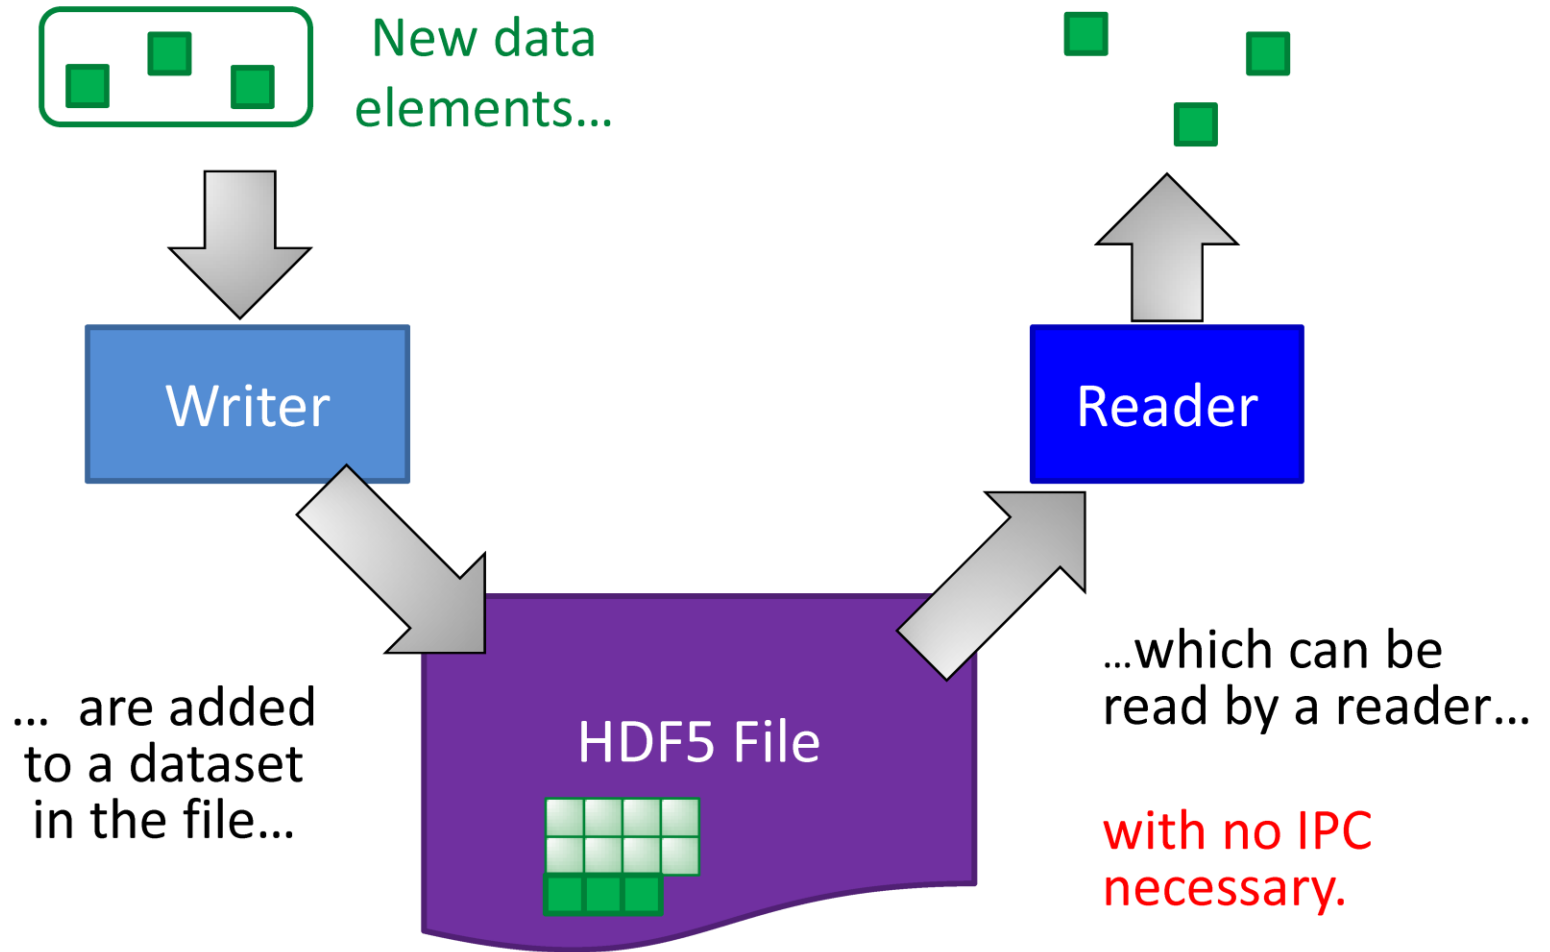 New data
elements...
Writer
Reader
... are added
to a dataset
in the file...
HDF5 File
...which can be
read by a reader...
with no IPC
necessary.